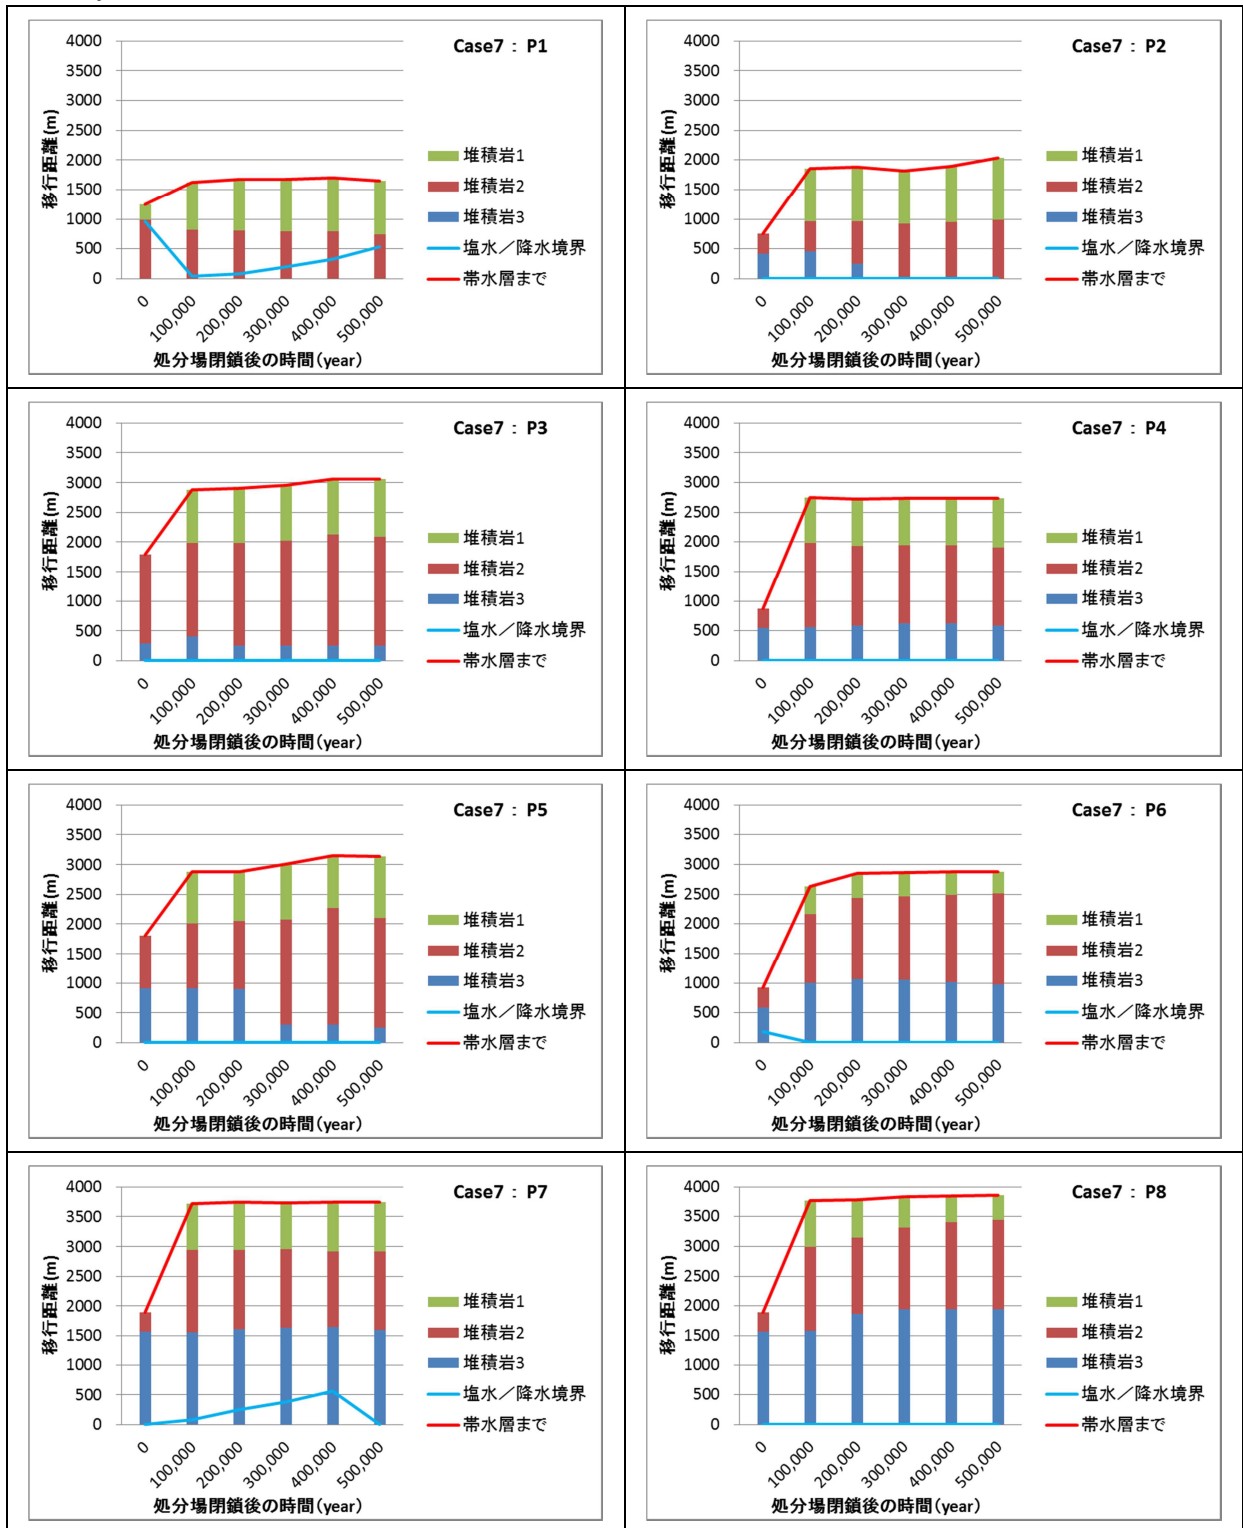 Case7：P1
4000
3500
3000
2500
2000
1500
1000
500
0
移行距離(m)
堆積岩1
堆積岩2
堆積岩3
塩水／降水境界
帯水層まで
0
100,000
200,000
300,000
400,000
500,000
処分場閉鎖後の時間(year)
Case7：P2
4000
3500
3000
2500
2000
1500
1000
500
0
移行距離(m)
堆積岩1
堆積岩2
堆積岩3
塩水／降水境界
帯水層まで
0
100,000
200,000
300,000
400,000
500,000
処分場閉鎖後の時間(year)
Case7：P3
4000
3500
3000
2500
2000
1500
1000
500
0
移行距離(m)
堆積岩1
堆積岩2
堆積岩3
塩水／降水境界
帯水層まで
0
100,000
200,000
300,000
400,000
500,000
処分場閉鎖後の時間(year)
Case7：P4
4000
3500
3000
2500
2000
1500
1000
500
0
移行距離(m)
堆積岩1
堆積岩2
堆積岩3
塩水／降水境界
帯水層まで
0
100,000
200,000
300,000
400,000
500,000
処分場閉鎖後の時間(year)
Case7：P5
4000
3500
3000
2500
2000
1500
1000
500
0
移行距離(m)
堆積岩1
堆積岩2
堆積岩3
塩水／降水境界
帯水層まで
0
100,000
200,000
300,000
400,000
500,000
処分場閉鎖後の時間(year)
Case7：P6
4000
3500
3000
2500
2000
1500
1000
500
0
移行距離(m)
堆積岩1
堆積岩2
堆積岩3
塩水／降水境界
帯水層まで
0
100,000
200,000
300,000
400,000
500,000
処分場閉鎖後の時間(year)
Case7：P7
4000
3500
3000
2500
2000
1500
1000
500
0
移行距離(m)
堆積岩1
堆積岩2
堆積岩3
塩水／降水境界
帯水層まで
0
100,000
200,000
300,000
400,000
500,000
処分場閉鎖後の時間(year)
Case7：P8
4000
3500
3000
2500
2000
1500
1000
500
0
移行距離(m)
堆積岩1
堆積岩2
堆積岩3
塩水／降水境界
帯水層まで
0
100,000
200,000
300,000
400,000
500,000
処分場閉鎖後の時間(year)